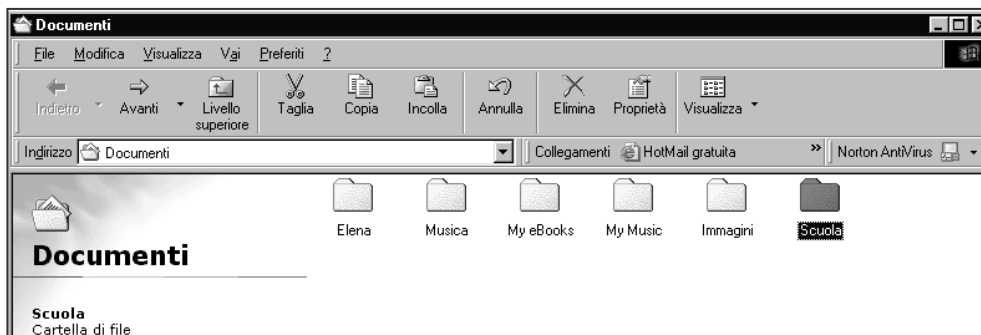 Documenti
File Modifica Visualizza Vai Preferiti ?
Indietro Avanti Livello superiore Taglia Copia Incolla Annulla Elimina Proprietà Visualizza
Indirizzo Documenti Collegamenti HotMail gratuita » Norton AntiVirus
Elena Musica My eBooks My Music Immagini Scuola
Documenti
Scuola
Cartella di file